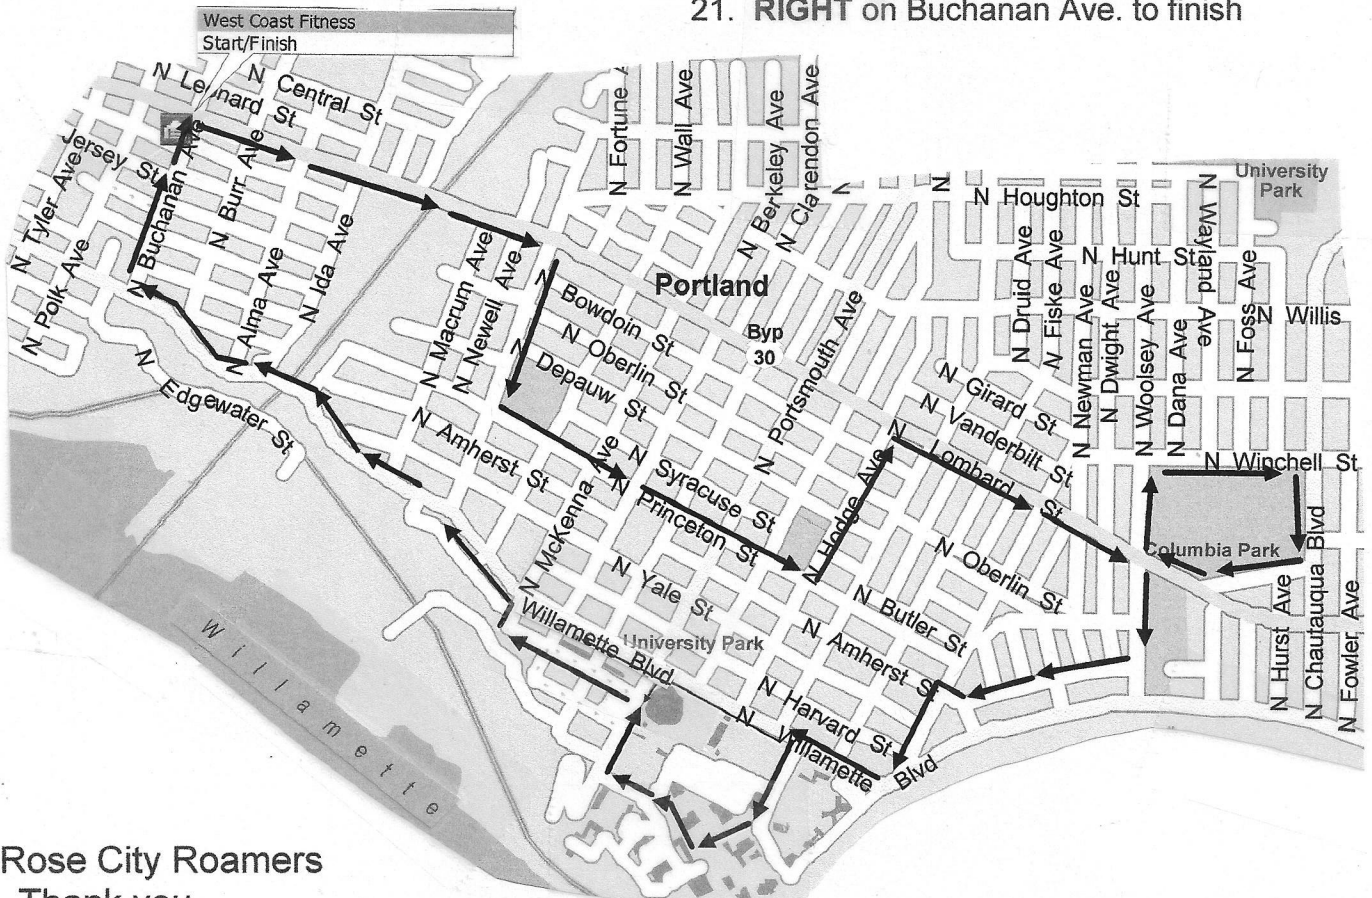 21. RIGHT on Buchanan Ave. to finish
West Coast Fitness
Start/Finish
N Leonard St
N Central St
Jersey St
N Tyler Ave
N Polk Ave
N Buchanan Ave
N Burr Ave
N Alma Ave
N Ida Ave
N Edgewater St
N Macrum Ave
N Newell Ave
N Fortune A
N Wall Ave
N Berkeley Ave
N Clarendon Ave
N Berkeley Ave
N Clarendon Ave
N
N
N Houghton St
University
Park
N Wayland Ave
N Hunt St
N Druid Ave
N Fiske Ave
N Newman Ave
N Dwight Ave
N Woolsey Ave
N Dana Ave
N Foss Ave
N Willis
Portland
Byp
30
N Bowdoin St
N Oberlin St
N Depauw St
N Portsmouth Ave
N Girard St
N Vanderbilt St
N Lombard St
N Winchell St
Columbia Park
N Amherst St
N McKenna Ave
N Syracuse St
N Princeton St
N Hodge Ave
N Oberlin St
N Yale St
N Butler St
N Amherst St
N Harvard St
Willamette Blvd
University Park
N Willamette Blvd
N Hurst Ave
N Chautauqua Blvd
N Fowler Ave
Willamette
Rose City Roamers
Thank you